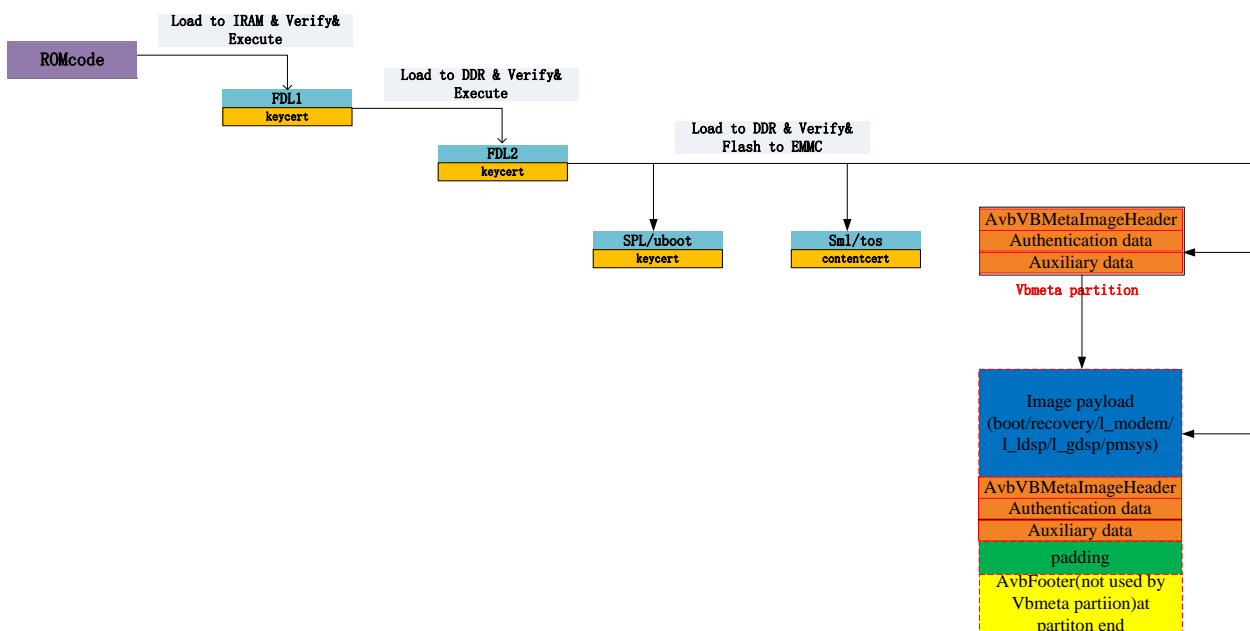 Load to IRAM & Verify&
Execute
ROMcode
Load to DDR & Verify&
Execute
FDL1
keycert
Load to DDR & Verify&
Flash to EMMC
FDL2
keycert
SPL/uboot
keycert
Sml/tos
contentcert
AvbVBMetaImageHeader
Authentication data
Auxiliary data
Vbmeta partition
Image payload
(boot/recovery/l_modem/
l_ldsp/l_gdsp/pmsys)
AvbVBMetaImageHeader
Authentication data
Auxiliary data
padding
AvbFooter(not used by
Vbmeta partiion)at
partiton end